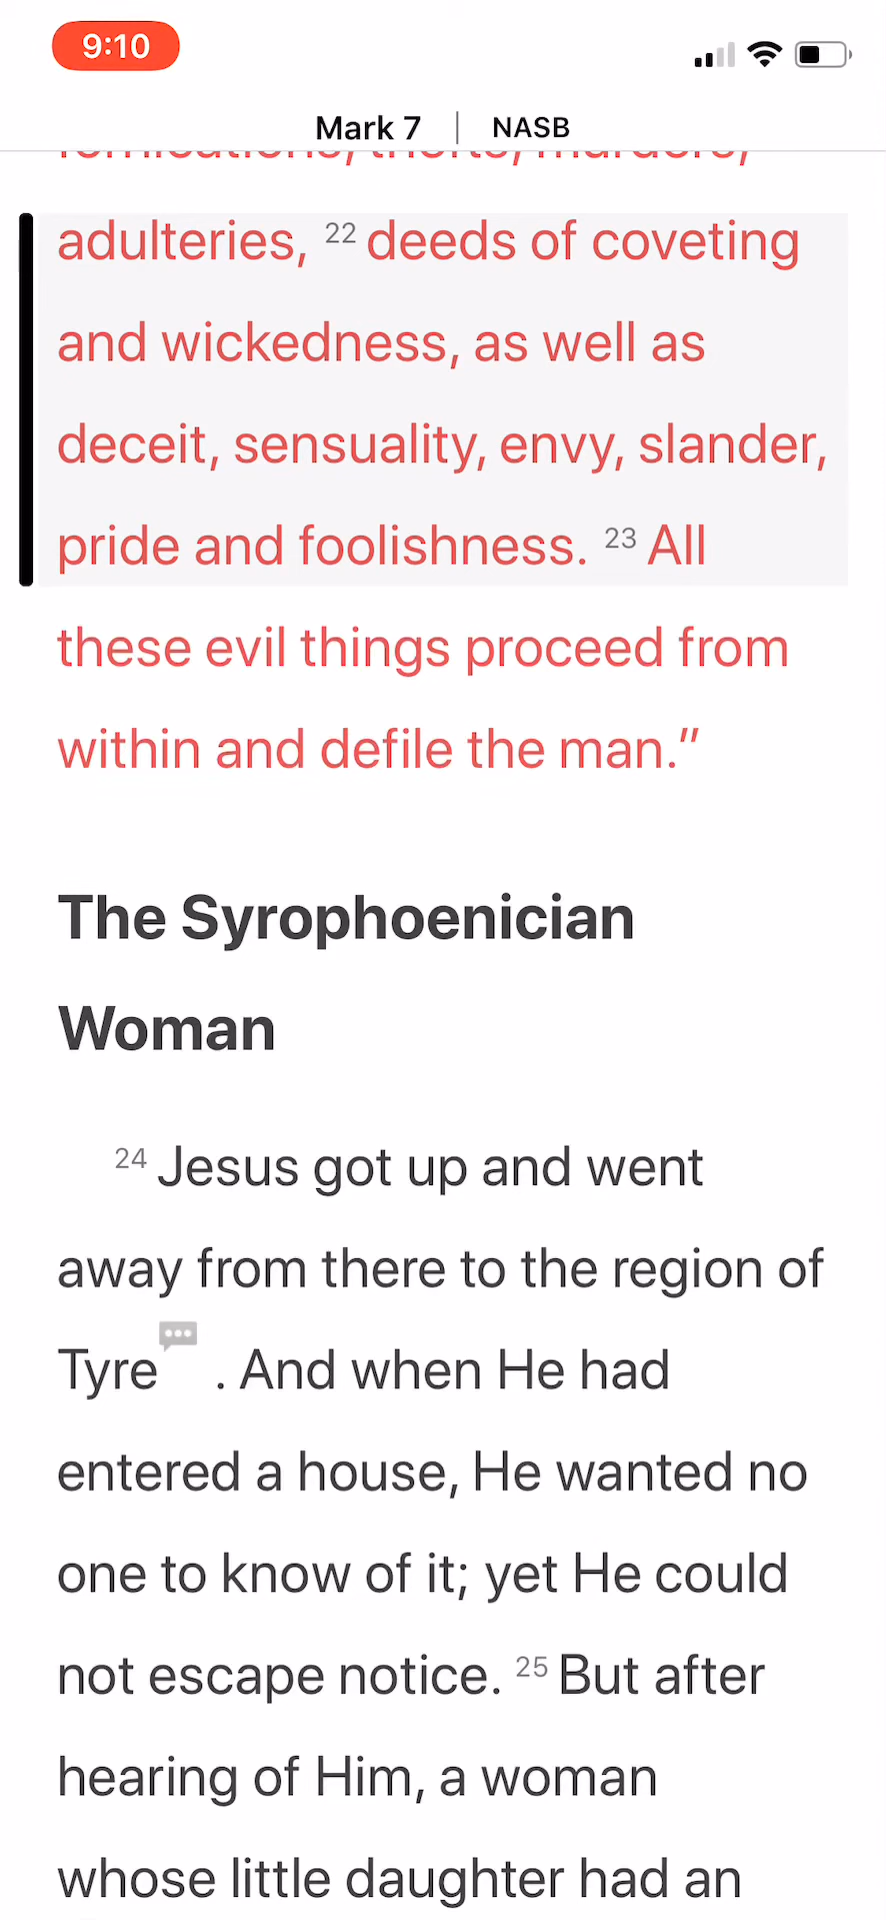 9:10
Mark 7 | NASB
adulteries, 22 deeds of coveting
and wickedness, as well as
deceit, sensuality, envy, slander,
pride and foolishness. 23 All
these evil things proceed from
within and defile the man.”
The Syrophoenician
Woman
24 Jesus got up and went
away from there to the region of
Tyre . And when He had
entered a house, He wanted no
one to know of it; yet He could
not escape notice. 25 But after
hearing of Him, a woman
whose little daughter had an